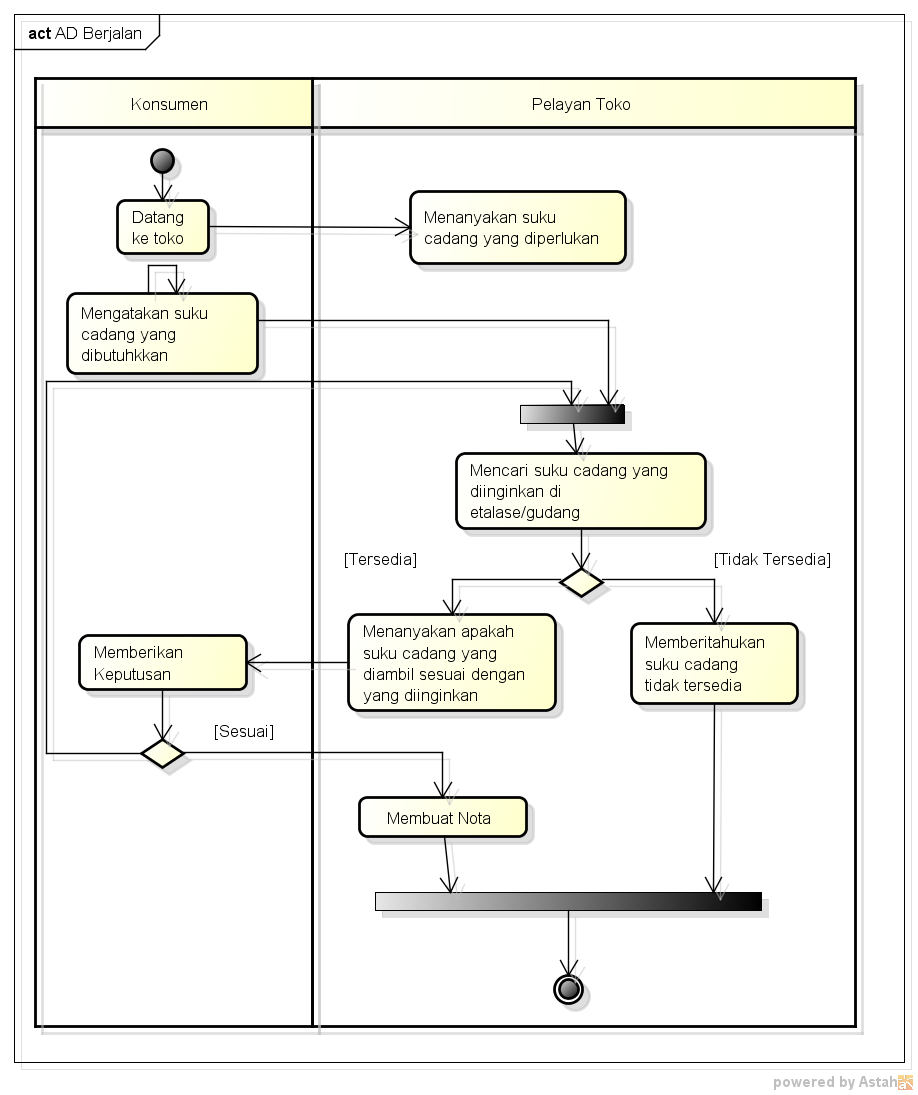 act AD Berjalan
Konsumen
Pelayan Toko
Datang
ke toko
Menanyakan suku
cadang yang diperlukan
Mengatakan suku
cadang yang
dibutuhkkan
Mencari suku cadang yang
diinginkan di
etalase/gudang
[Tersedia]
[Tidak Tersedia]
Menanyakan apakah
suku cadang yang
diambil sesuai dengan
yang diinginkan
Memberitahukan
suku cadang
tidak tersedia
Memberikan
Keputusan
[Sesuai]
Membuat Nota
powered by Astah